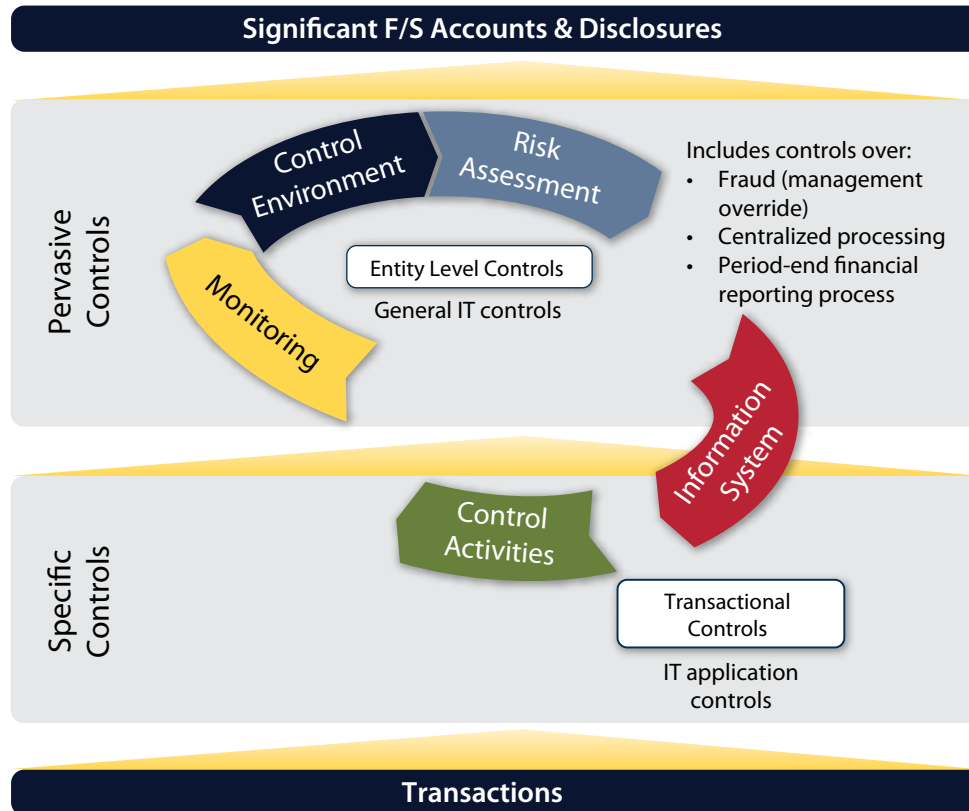 Significant F/S Accounts & Disclosures
Pervasive
Controls
Control
Environment
Risk
Assessment
Includes controls over:
• Fraud (management
override)
• Centralized processing
• Period-end financial
reporting process
Entity Level Controls
General IT controls
Monitoring
Information
System
Specific
Controls
Control
Activities
Transactional
Controls
IT application
controls
Transactions